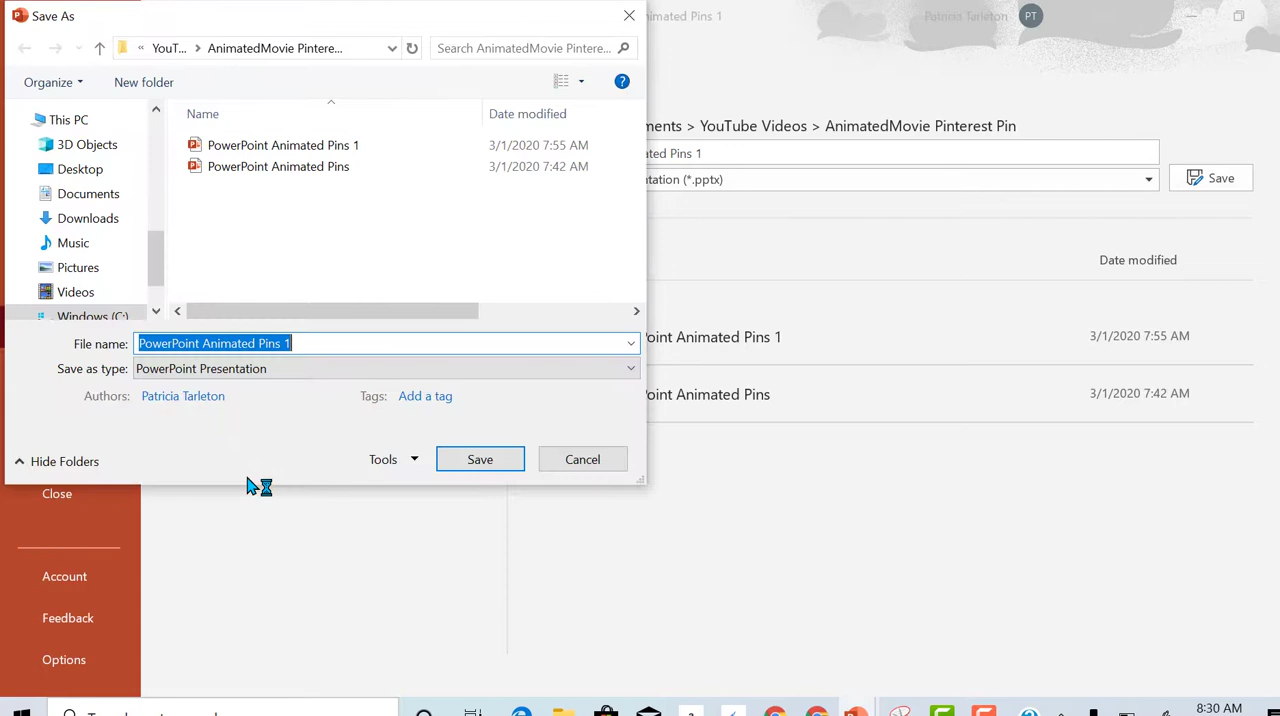 Save As
nimated Pins 1
Patricia Tarleton
PT
« YouT... > AnimatedMovie Pintere...
Search AnimatedMovie Pintere...
Organize
New folder
?
Name
Date modified
This PC
3D Objects
Desktop
Documents
Downloads
Music
Pictures
Videos
Windows (C:)
PowerPoint Animated Pins 1
3/1/2020 7:55 AM
PowerPoint Animated Pins
3/1/2020 7:42 AM
File name:
PowerPoint Animated Pins 1
Save as type:
PowerPoint Presentation
Authors:
Patricia Tarleton
Tags:
Add a tag
Hide Folders
Tools
Save
Cancel
ments > YouTube Videos > AnimatedMovie Pinterest Pin
ated Pins 1
ntation (*.pptx)
Save
Date modified
oint Animated Pins 1
3/1/2020 7:55 AM
oint Animated Pins
3/1/2020 7:42 AM
Close
Account
Feedback
Options
8:30 AM